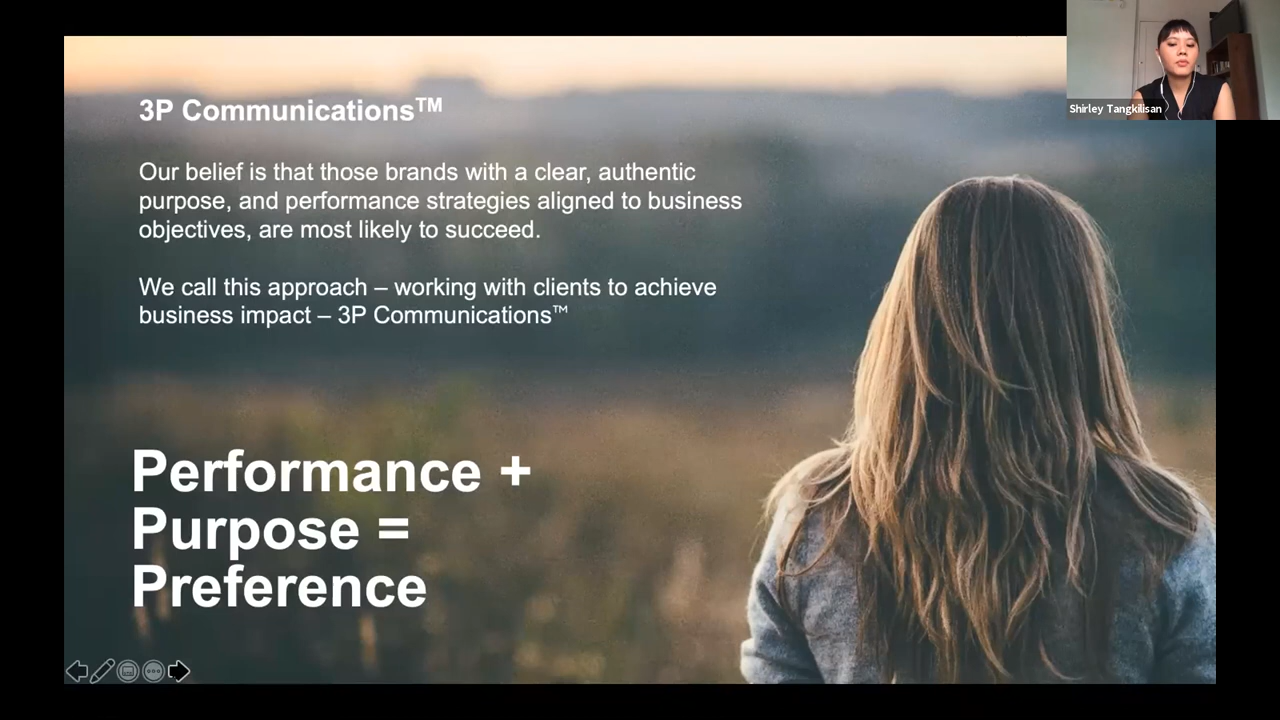 3P Communications™
Shirley Tangkilisan
Our belief is that those brands with a clear, authentic
purpose, and performance strategies aligned to business
objectives, are most likely to succeed.
We call this approach – working with clients to achieve
business impact – 3P Communications™
Performance +
Purpose =
Preference